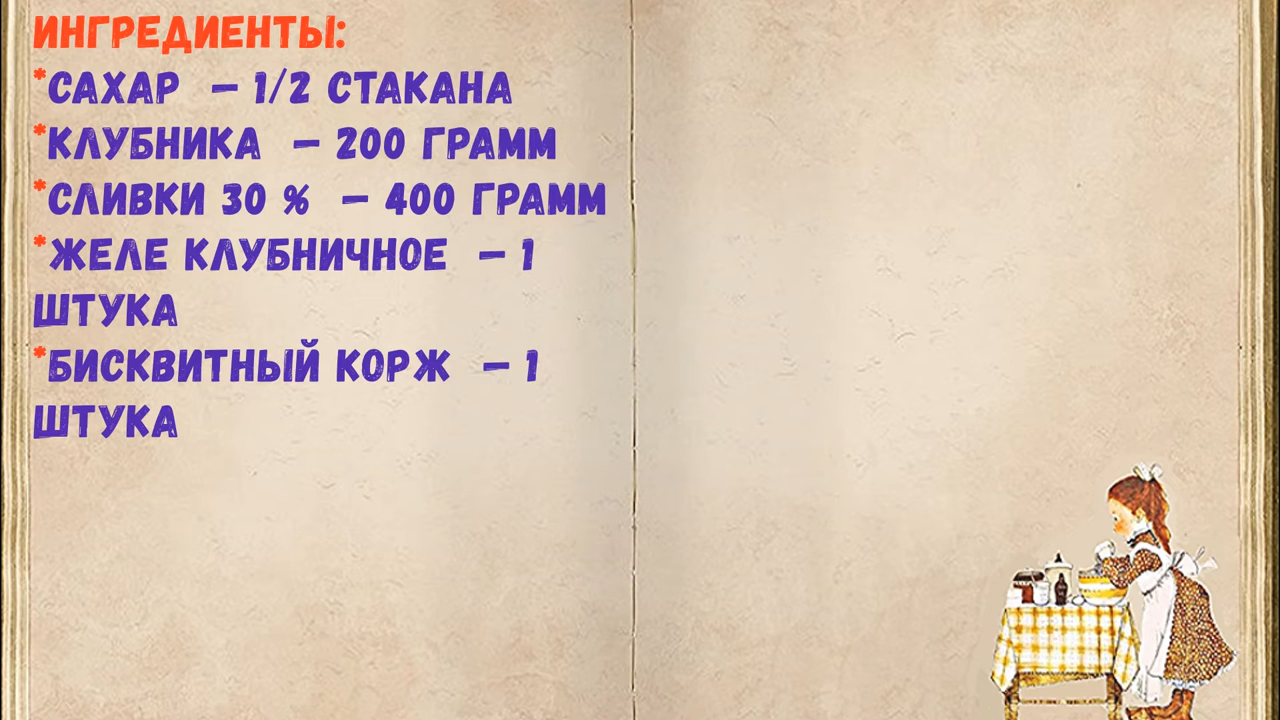 ИНГРЕДИЕНТЫ:
*САХАР – 1/2 СТАКАНА
*КЛУБНИКА – 200 ГРАММ
*СЛИВКИ 30 % – 400 ГРАММ
*ЖЕЛЕ КЛУБНИЧНОЕ – 1
ШТУКА
*БИСКВИТНЫЙ КОРЖ – 1
ШТУКА